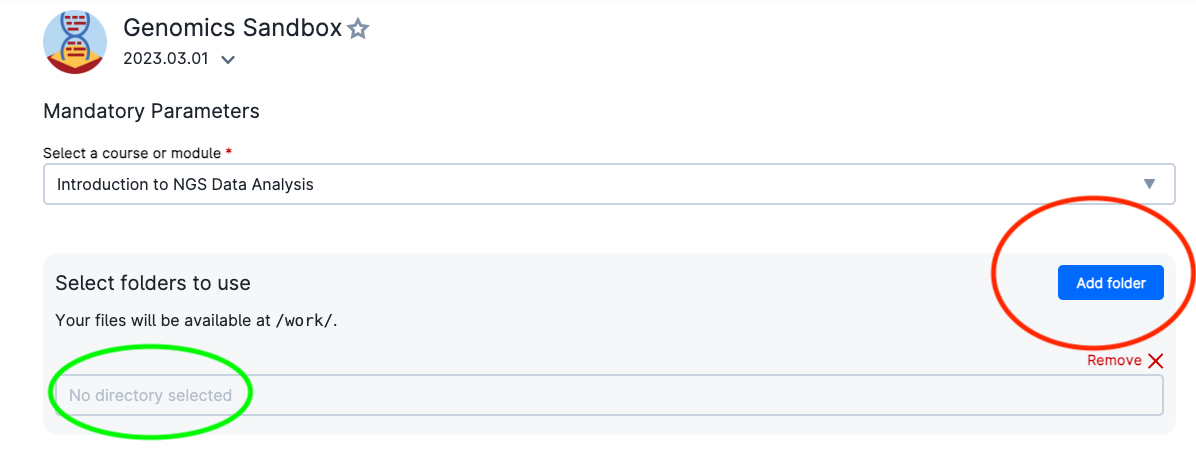 Genomics Sandbox
2023.03.01
Mandatory Parameters
Select a course or module *
Introduction to NGS Data Analysis
Select folders to use
Add folder
Your files will be available at /work/.
Remove
No directory selected